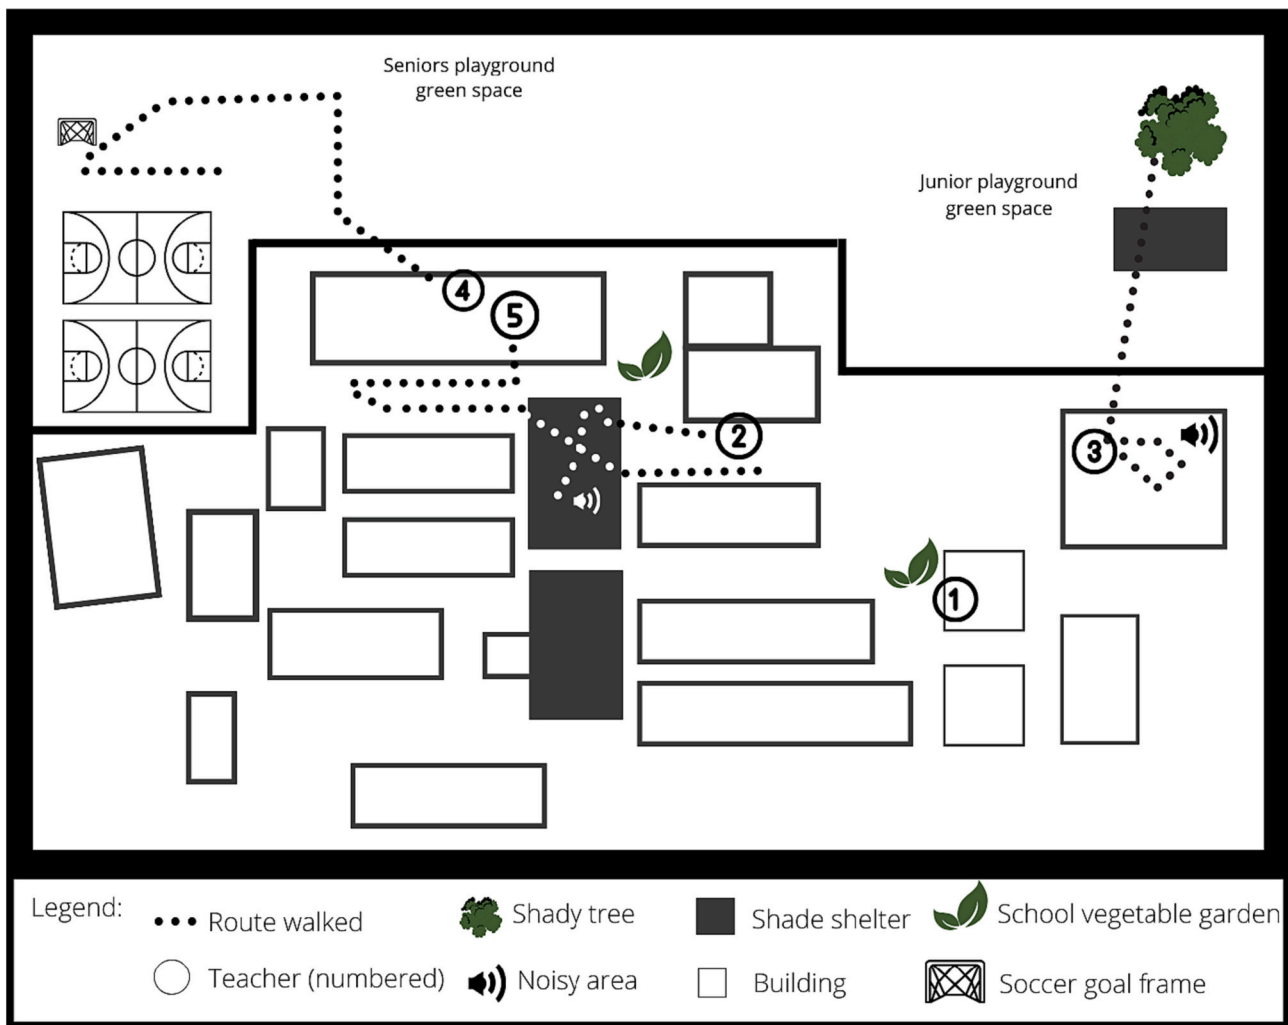 Seniors playground
green space
Junior playground
green space
4
5
2
3
1
Legend:
Route walked
Shady tree
Shade shelter
School vegetable garden
Teacher (numbered)
Noisy area
Building
Soccer goal frame